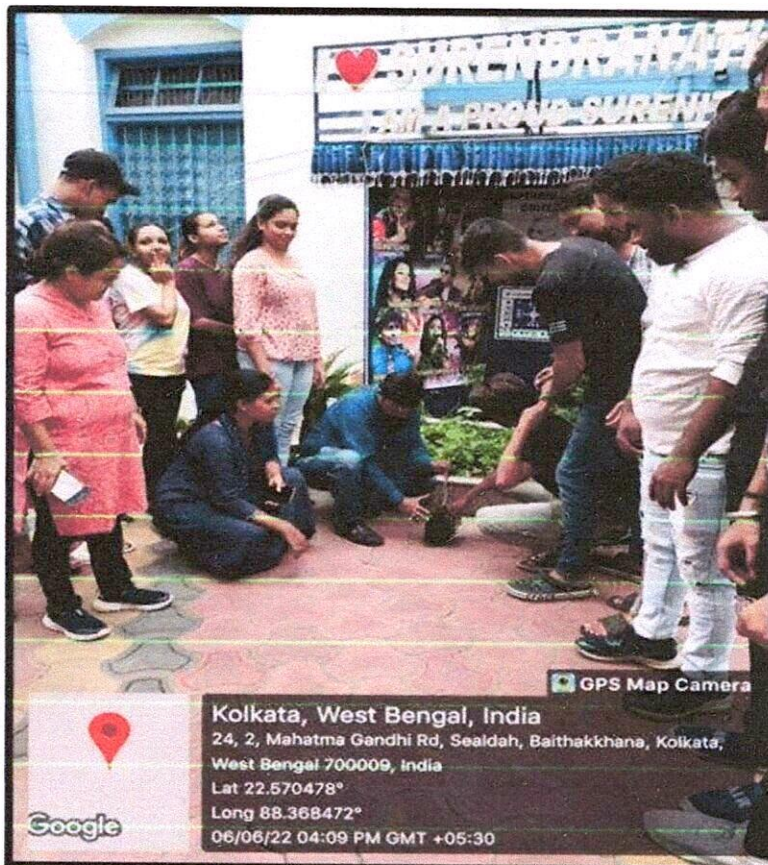 I ❤ SURENDRANATH
I AM A PROUD SUREN
GPS Map Camera
Kolkata, West Bengal, India
24, 2, Mahatma Gandhi Rd, Sealdah, Baithakkhana, Kolkata,
West Bengal 700009, India
Lat 22.570478°
Long 88.368472°
06/06/22 04:09 PM GMT +05:30
Google